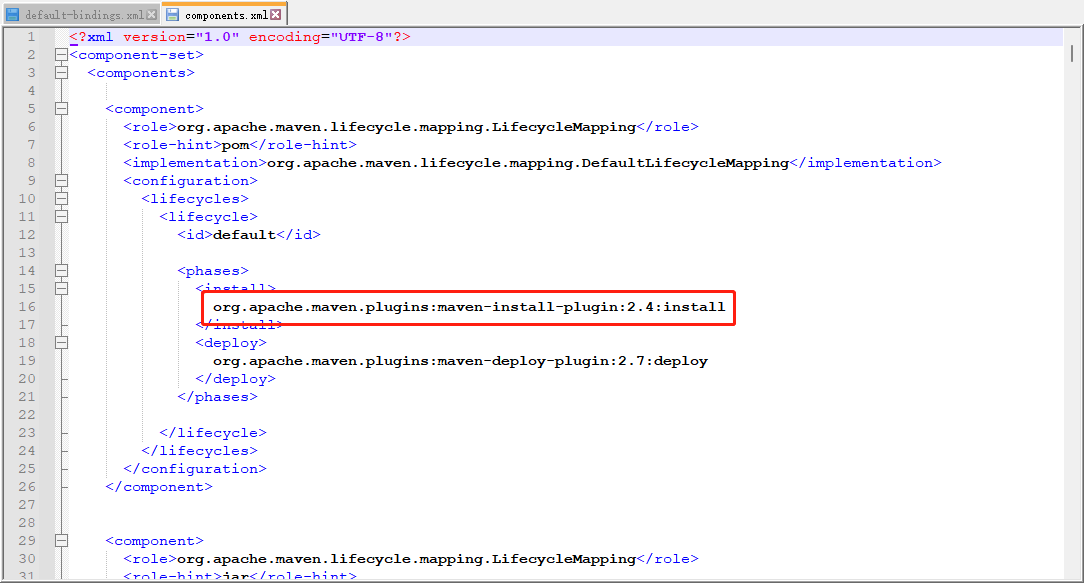 default-bindings.xml components.xml
1 <?xml version="1.0" encoding="UTF-8"?>
2 <component-set>
3 <components>
4
5 <component>
6 <role>org.apache.maven.lifecycle.mapping.LifecycleMapping</role>
7 <role-hint>pom</role-hint>
8 <implementation>org.apache.maven.lifecycle.mapping.DefaultLifecycleMapping</implementation>
9 <configuration>
10 <lifecycles>
11 <lifecycle>
12 <id>default</id>
13
14 <phases>
15 <install>
16 org.apache.maven.plugins:maven-install-plugin:2.4:install
17 </install>
18 <deploy>
19 org.apache.maven.plugins:maven-deploy-plugin:2.7:deploy
20 </deploy>
21 </phases>
22
23 </lifecycle>
24 </lifecycles>
25 </configuration>
26 </component>
27
28
29 <component>
30 <role>org.apache.maven.lifecycle.mapping.LifecycleMapping</role>
31 <role-hint>jar</role-hint>